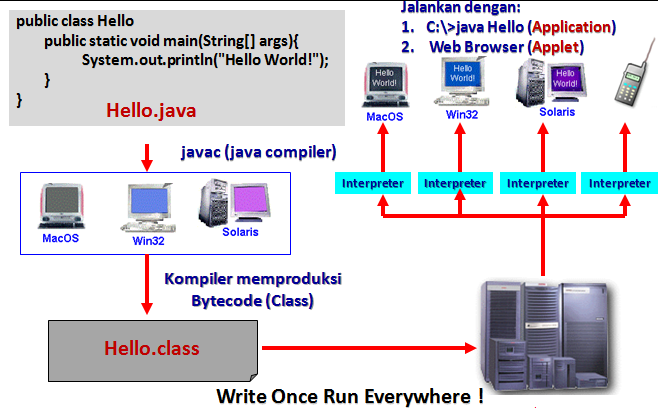 public class Hello
public static void main(String[] args){
System.out.println("Hello World!");
}
}
Hello.java
javac (java compiler)
MacOS
Win32
Solaris
Kompiler memproduksi
Bytecode (Class)
Hello.class
Jalankan dengan:
1. C:\>java Hello (Application)
2. Web Browser (Applet)
Hello
World!
Hello
World!
Hello
World!
MacOS
Win32
Solaris
Interpreter
Interpreter
Interpreter
Interpreter
Write Once Run Everywhere !